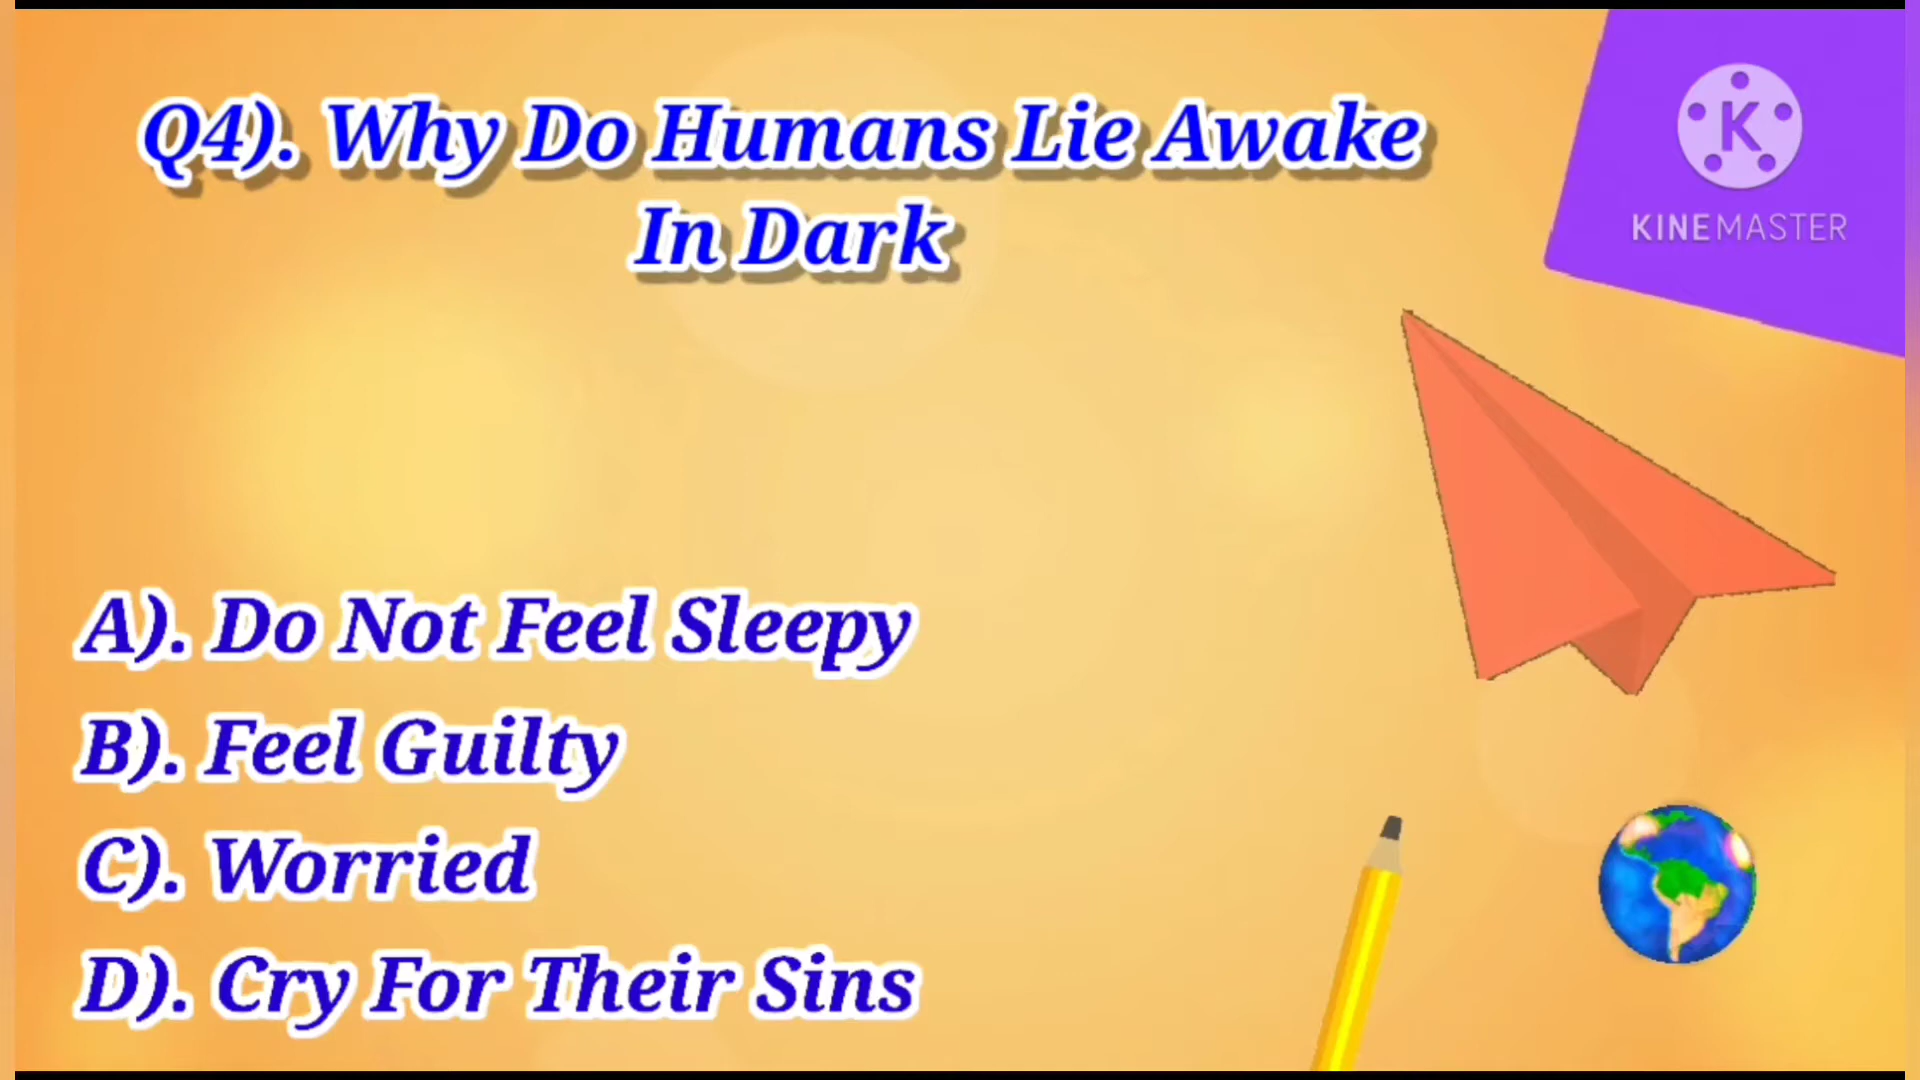 Q4). Why Do Humans Lie Awake
In Dark
K
KINEMASTER
A). Do Not Feel Sleepy
B). Feel Guilty
C). Worried
D). Cry For Their Sins